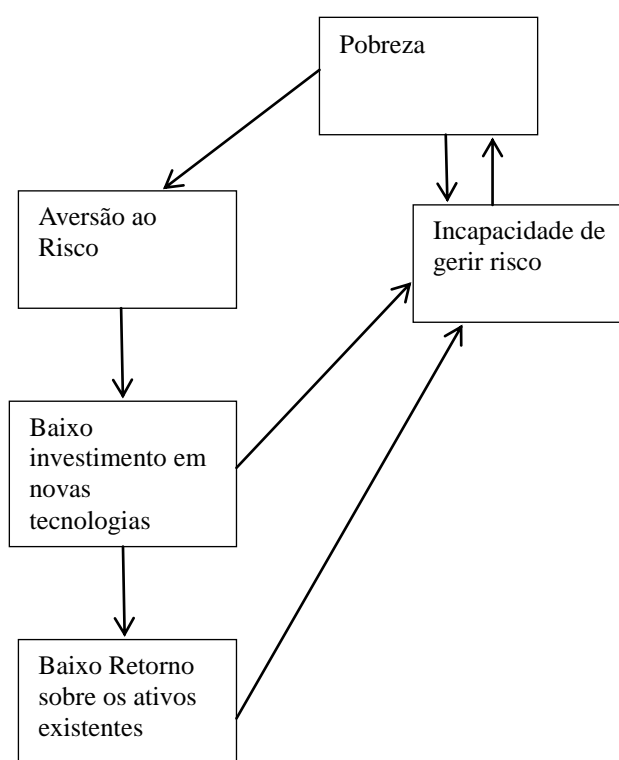 Pobreza
Aversão ao
Risco
Incapacidade de
gerir risco
Baixo
investimento em
novas
tecnologias
Baixo Retorno
sobre os ativos
existentes